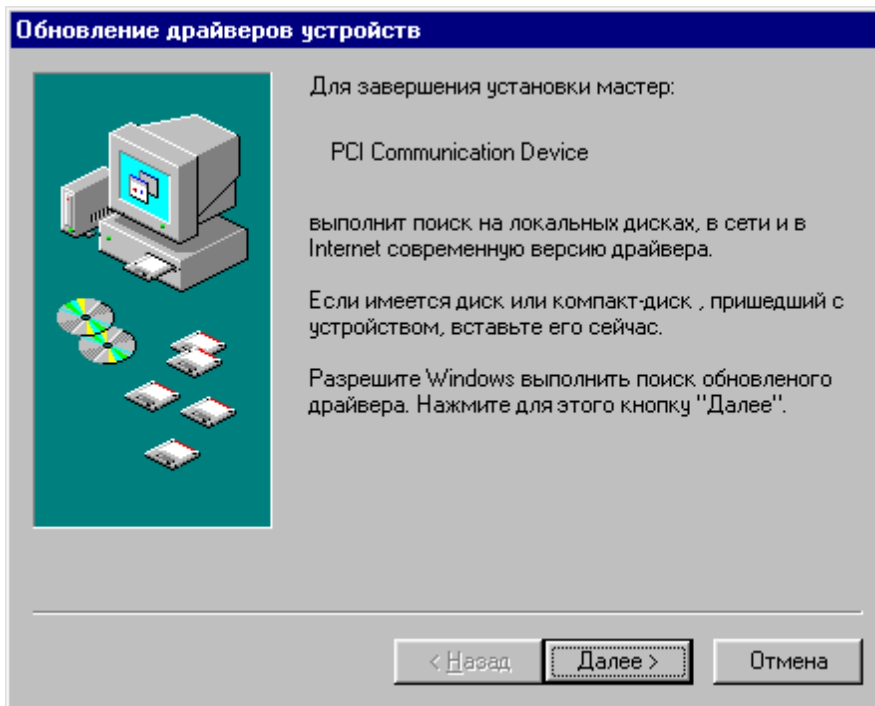 Обновление драйверов устройств
Для завершения установки мастер:
PCI Communication Device
выполнит поиск на локальных дисках, в сети и в
Internet современную версию драйвера.
Если имеется диск или компакт-диск , пришедший с
устройством, вставьте его сейчас.
Разрешите Windows выполнить поиск обновленого
драйвера. Нажмите для этого кнопку "Далее".
< Назад
Далее >
Отмена